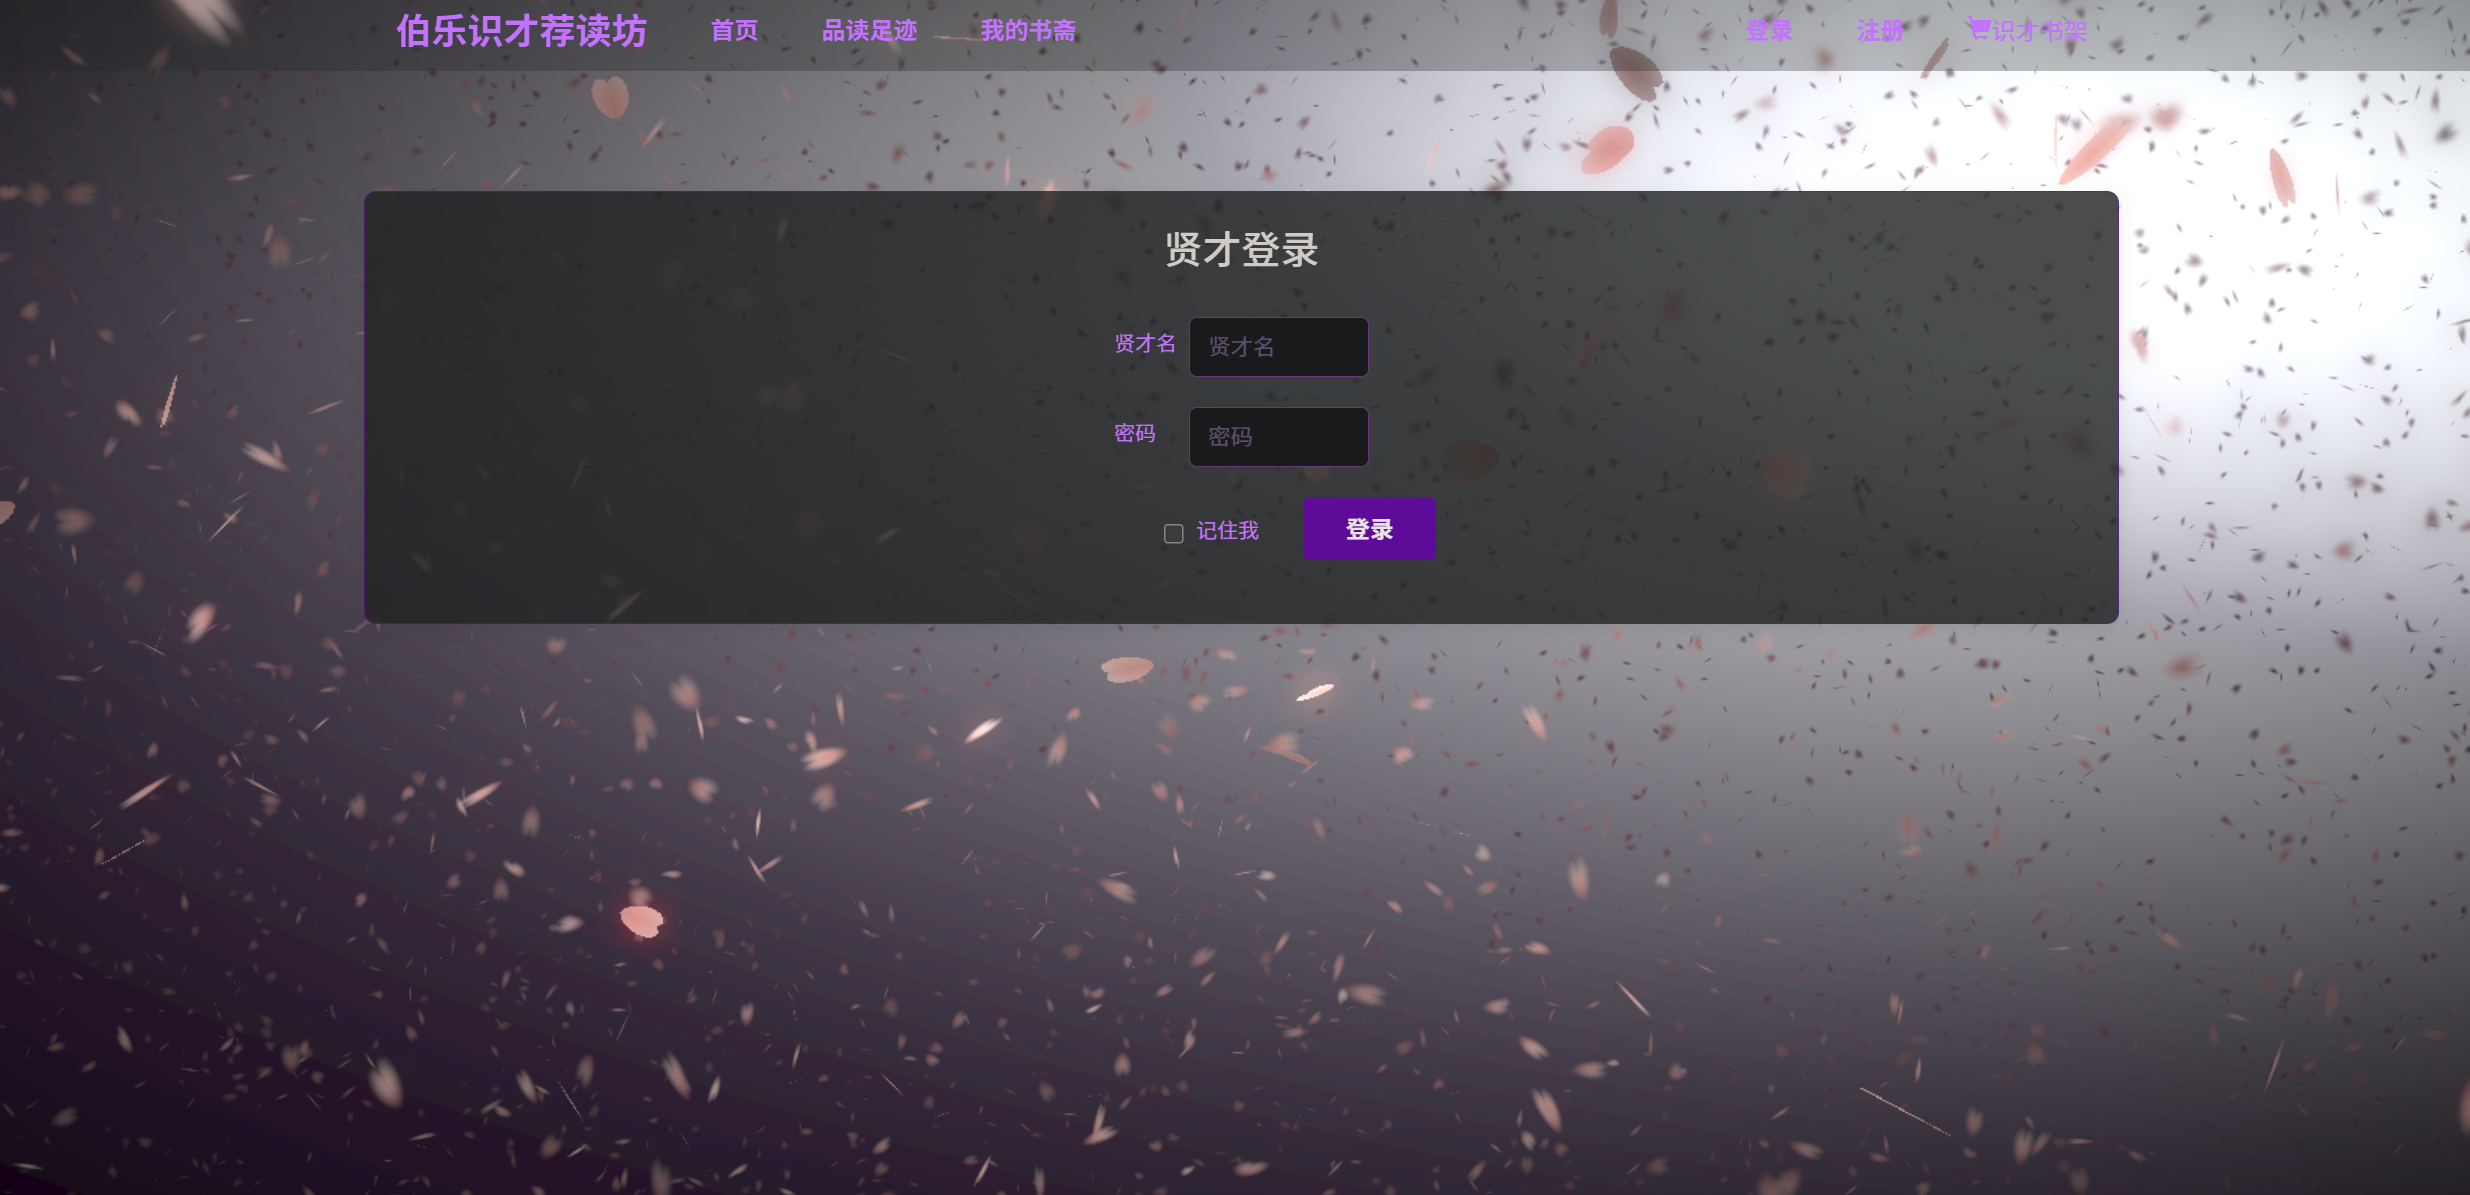 伯乐识才荐读坊 首页 品读足迹 我的书斋 登录 注册 识才书架
贤才登录
贤才名 贤才名
密码 密码
记住我 登录